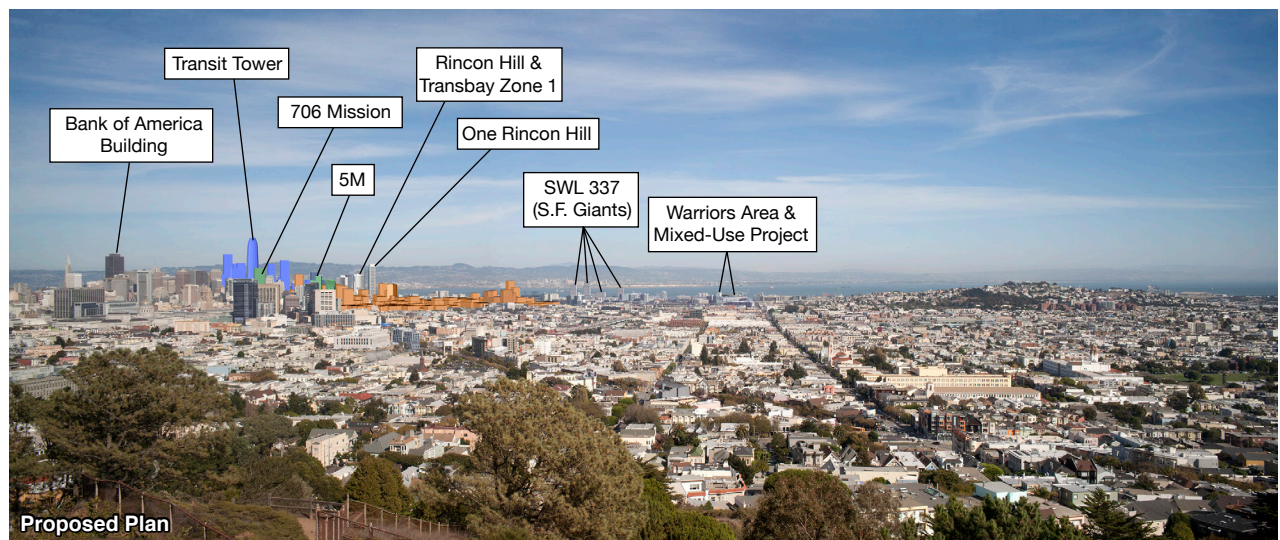 Transit Tower
Rincon Hill &
Transbay Zone 1
706 Mission
Bank of America
Building
One Rincon Hill
5M
SWL 337
(S.F. Giants)
Warriors Area &
Mixed-Use Project
Proposed Plan